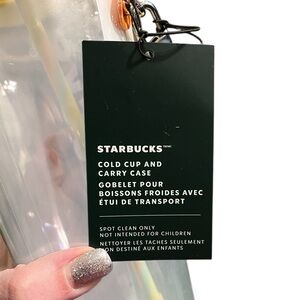 STARBUCKS
COLD CUP AND
CARRY CASE
GOBELET POUR
BOISSONS FROIDES AVEC
ÉTUI DE TRANSPORT
SPOT CLEAN ONLY
NOT INTENDED FOR CHILDREN
NETTOYER LES TACHES SEULEMENT
NON DESTINÉ AUX ENFANTS